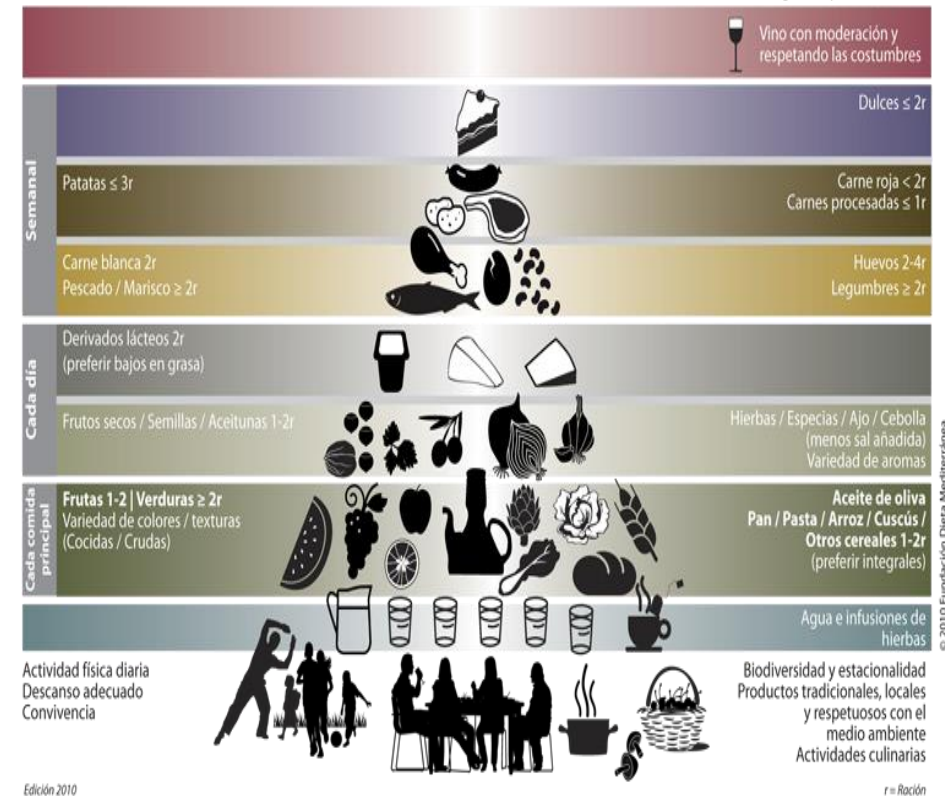 Vino con moderación y
respetando las costumbres
Semanal
Dulces ≤ 2r
Patatas ≤ 3r
Carne roja < 2r
Carnes procesadas ≤ 1r
Carne blanca 2r
Pescado / Marisco ≥ 2r
Huevos 2-4r
Legumbres ≥ 2r
Cada día
Derivados lácteos 2r
(preferir bajos en grasa)
Frutos secos / Semillas / Aceitunas 1-2r
Hierbas / Especias / Ajo / Cebolla
(menos sal añadida)
Variedad de aromas
Cada comida
principal
Frutas 1-2 | Verduras ≥ 2r
Variedad de colores / texturas
(Cocidas / Crudas)
Aceite de oliva
Pan / Pasta / Arroz / Cuscús /
Otros cereales 1-2r
(preferir integrales)
Agua e infusiones de
hierbas
Actividad física diaria
Descanso adecuado
Convivencia
Biodiversidad y estacionalidad
Productos tradicionales, locales
y respetuosos con el
medio ambiente
Actividades culinarias
© 2010 Fundación Dieta Mediterránea
Edición 2010
r = Ración